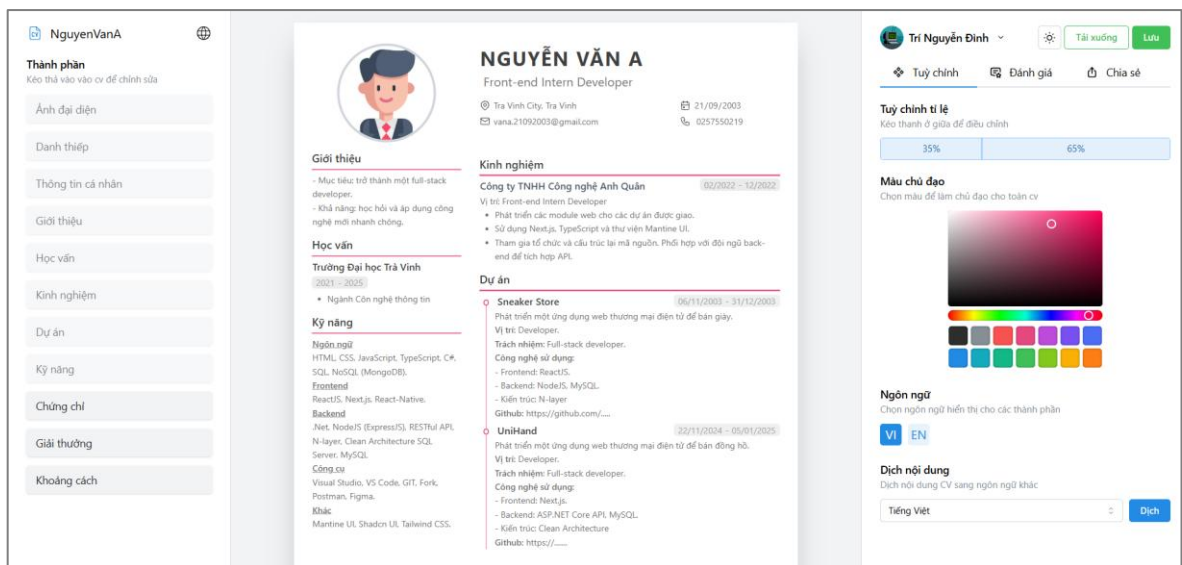 NguyenVanA
Thành phần
Kéo thả vào vào cv để chỉnh sửa
Ảnh đại diện
Danh thiếp
Thông tin cá nhân
Giới thiệu
Học vấn
Kinh nghiệm
Dự án
Kỹ năng
Chứng chỉ
Giải thưởng
Khoảng cách
NGUYỄN VĂN A
Front-end Intern Developer
Tra Vinh City, Tra Vinh
21/09/2003
vana.21092003@gmail.com
0257550219
Giới thiệu
- Mục tiêu: trở thành một full-stack
developer.
- Khả năng: học hỏi và áp dụng công
nghệ mới nhanh chóng.
Học vấn
Trường Đại học Trà Vinh
2021 - 2025
• Ngành Côn nghệ thông tin
Kỹ năng
Ngôn ngữ
HTML, CSS, JavaScript, TypeScript, C#,
SQL, NoSQL (MongoDB).
Frontend
ReactJS, Next.js, React-Native.
Backend
.Net, NodeJS (ExpressJS), RESTful API,
N-layer, Clean Architecture SQL
Server, MySQL
Công cụ
Visual Studio, VS Code, GIT, Fork,
Postman, Figma.
Khác
Mantine UI, Shadcn UI, Tailwind CSS.
Kinh nghiệm
Công ty TNHH Công nghệ Anh Quân 02/2022 - 12/2022
Vị trí: Front-end Intern Developer
• Phát triển các module web cho các dự án được giao.
• Sử dụng Next.js, TypeScript và thư viện Mantine UI.
• Tham gia tổ chức và cấu trúc lại mã nguồn. Phối hợp với đội ngũ back-
end để tích hợp API.
Dự án
Sneaker Store 06/11/2003 - 31/12/2003
Phát triển một ứng dụng web thương mại điện tử để bán giày.
Vị trí: Developer.
Trách nhiệm: Full-stack developer.
Công nghệ sử dụng:
- Frontend: ReactJS.
- Backend: NodeJS, MySQL.
- Kiến trúc: N-layer
Github: https://github.com/.....
UniHand 22/11/2024 - 05/01/2025
Phát triển một ứng dụng web thương mại điện tử để bán đồng hồ.
Vị trí: Developer.
Trách nhiệm: Full-stack developer.
Công nghệ sử dụng:
- Frontend: Next.js.
- Backend: ASP.NET Core API, MySQL.
- Kiến trúc: Clean Architecture
Github: https://......
Trí Nguyễn Đình
Tải xuống
Lưu
Tuỳ chỉnh
Đánh giá
Chia sẻ
Tuỳ chỉnh tỉ lệ
Kéo thanh ở giữa để điều chỉnh
35% 65%
Màu chủ đạo
Chọn màu để làm chủ đạo cho toàn cv
Ngôn ngữ
Chọn ngôn ngữ hiển thị cho các thành phần
VI EN
Dịch nội dung
Dịch nội dung CV sang ngôn ngữ khác
Tiếng Việt
Dịch